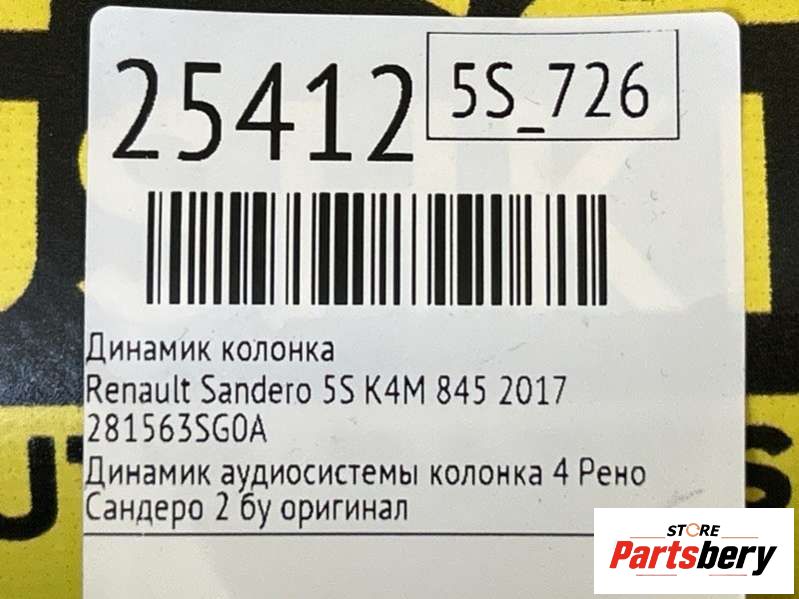 25412
5S_726
Динамик колонка
Renault Sandero 5S K4M 845 2017
281563SG0A
Динамик аудиосистемы колонка 4 Рено
Сандеро 2 бу оригинал
STORE
Partsbery